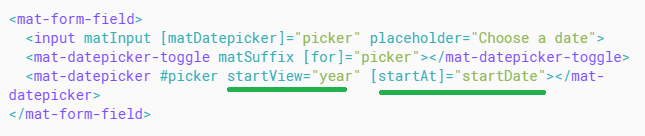 <mat-form-field>
<input matInput [matDatepicker]="picker" placeholder="Choose a date">
<mat-datepicker-toggle matSuffix [for]="picker"></mat-datepicker-toggle>
<mat-datepicker #picker startView="year" [startAt]="startDate"></mat-
datepicker>
</mat-form-field>